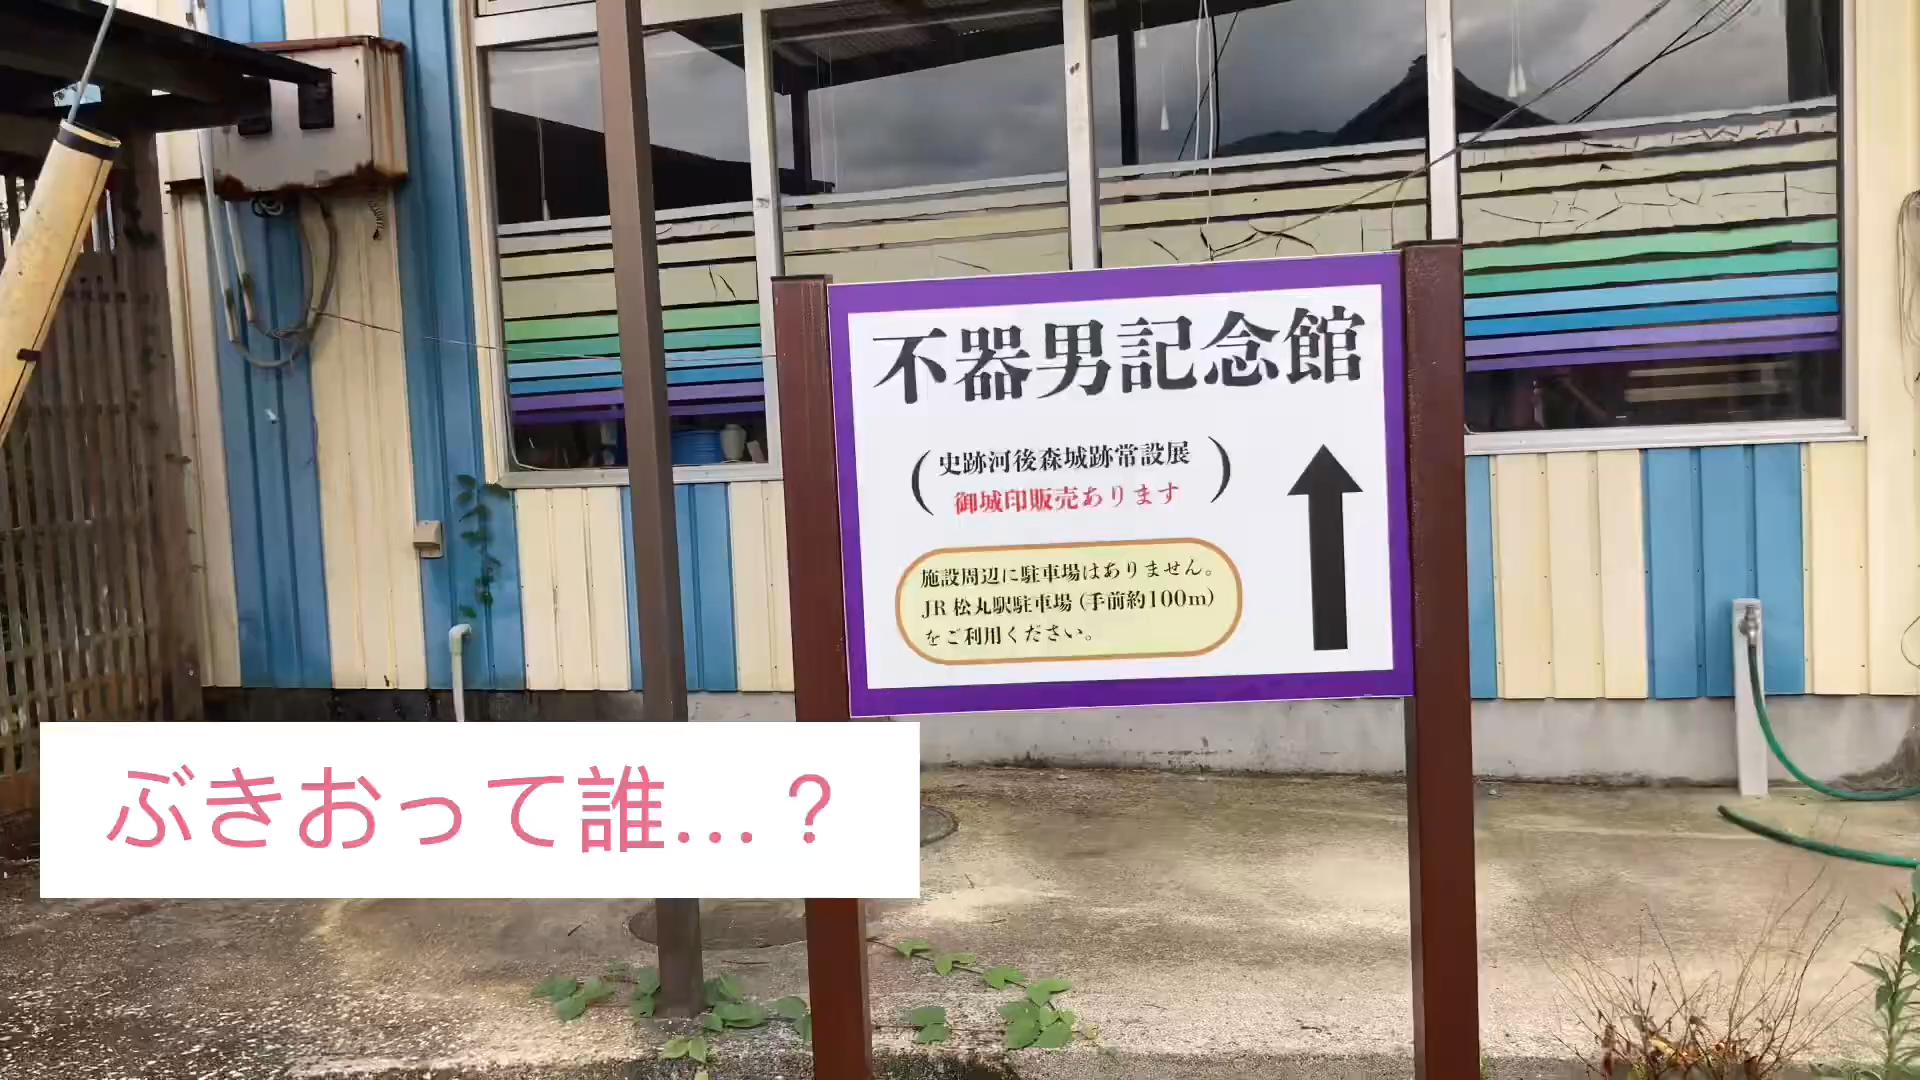 不器男記念館
(史跡河後森城跡常設展
御城印販売あります)
施設周辺に駐車場はありません。
JR 松丸駅駐車場 (手前約100m)
をご利用ください。
ぶきおって誰…?